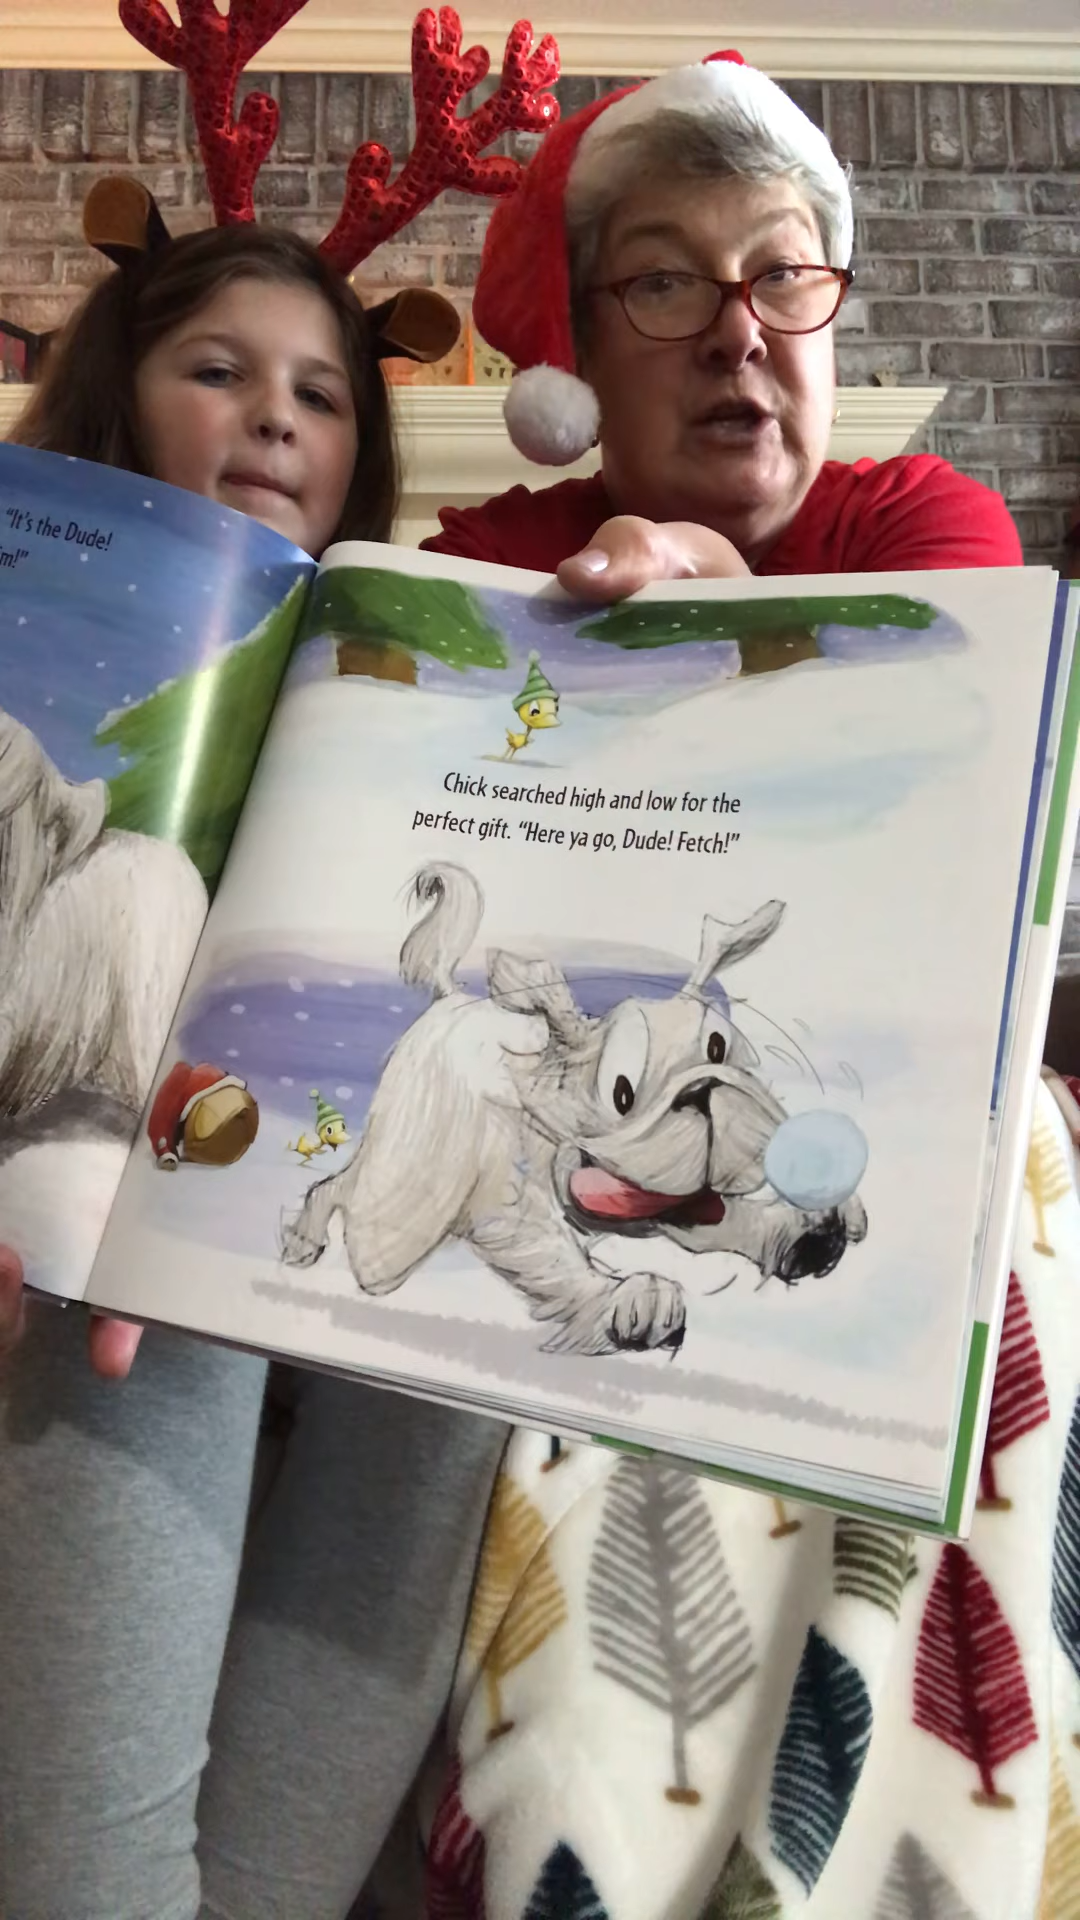 "It's the Dude!
Chick searched high and low for the
perfect gift. "Here ya go, Dude! Fetch!"